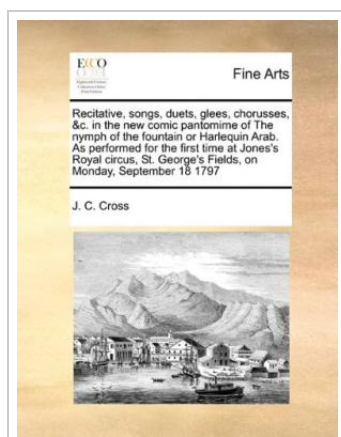 ECCO
Fine Arts
Recitative, songs, duets, glees, chorusses,
&c. in the new comic pantomime of The
nymph of the fountain or Harlequin Arab.
As performed for the first time at Jones's
Royal circus, St. George's Fields, on
Monday, September 18 1797
J. C. Cross